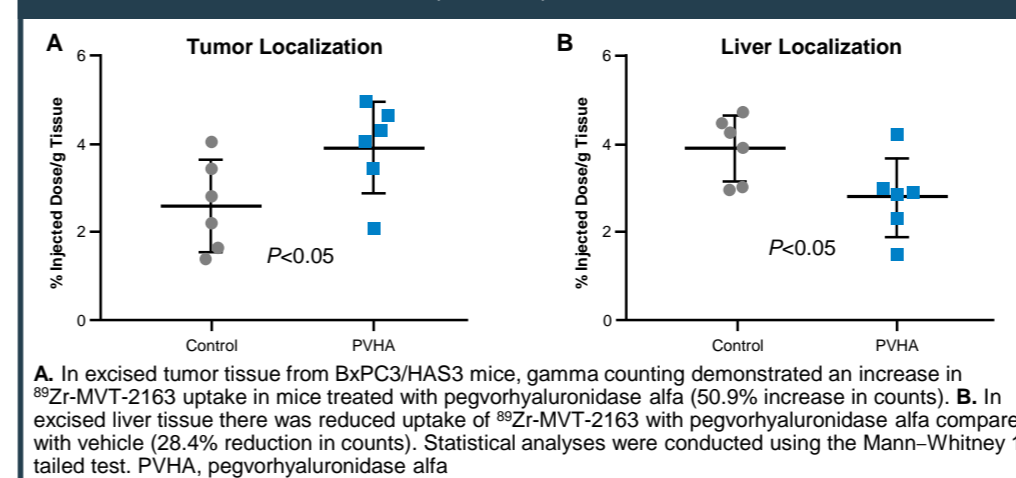 A
Tumor Localization
% Injected Dose/g Tissue
6
4
2
0
P<0.05
Control
PVHA
B
Liver Localization
% Injected Dose/g Tissue
6
4
2
0
P<0.05
Control
PVHA
A. In excised tumor tissue from BxPC3/HAS3 mice, gamma counting demonstrated an increase in
⁸⁹Zr-MVT-2163 uptake in mice treated with pegvorhyaluronidase alfa (50.9% increase in counts). B. In
excised liver tissue there was reduced uptake of ⁸⁹Zr-MVT-2163 with pegvorhyaluronidase alfa compare
with vehicle (28.4% reduction in counts). Statistical analyses were conducted using the Mann–Whitney 1
tailed test. PVHA, pegvorhyaluronidase alfa